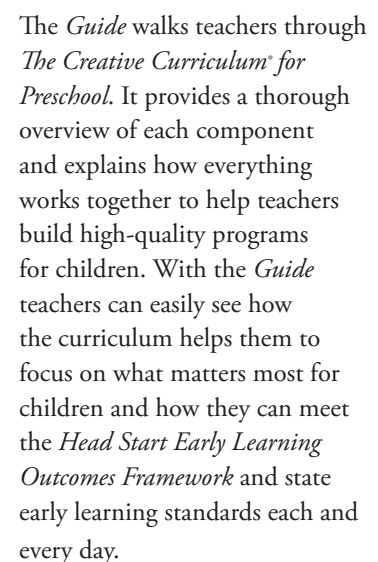 The Guide walks teachers through
The Creative Curriculum® for
Preschool. It provides a thorough
overview of each component
and explains how everything
works together to help teachers
build high-quality programs
for children. With the Guide
teachers can easily see how
the curriculum helps them to
focus on what matters most for
children and how they can meet
the Head Start Early Learning
Outcomes Framework and state
early learning standards each and
every day.